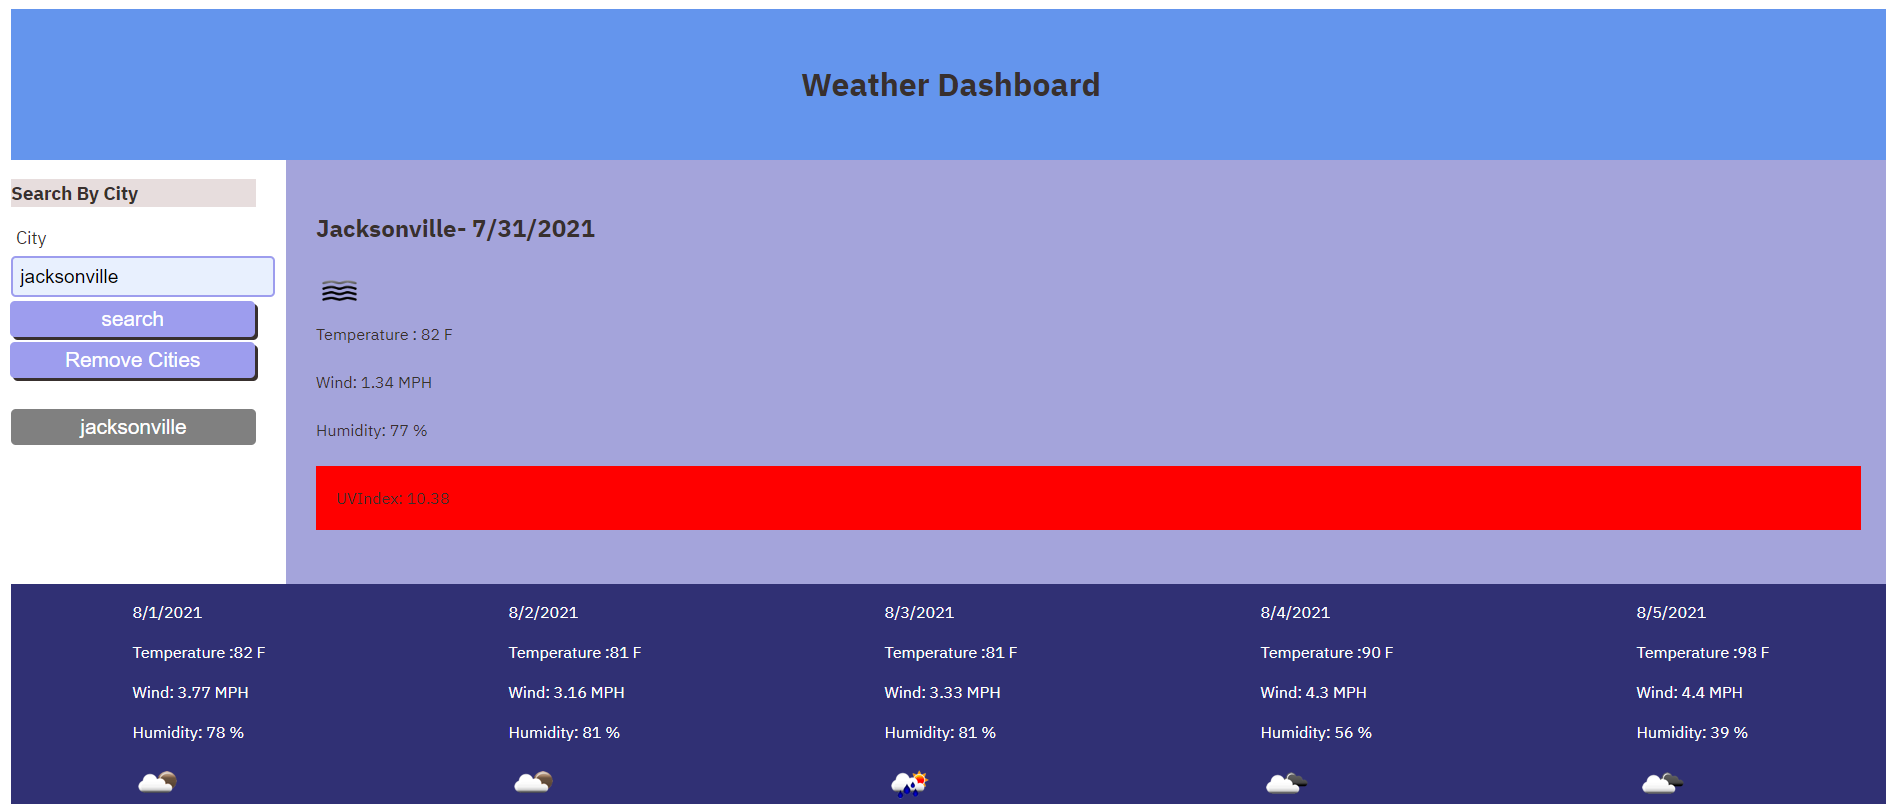 Weather Dashboard
Search By City
City
jacksonville
search
Remove Cities
jacksonville
Jacksonville- 7/31/2021
Temperature : 82 F
Wind: 1.34 MPH
Humidity: 77 %
UVIndex: 10.38
8/1/2021
Temperature :82 F
Wind: 3.77 MPH
Humidity: 78 %
8/2/2021
Temperature :81 F
Wind: 3.16 MPH
Humidity: 81 %
8/3/2021
Temperature :81 F
Wind: 3.33 MPH
Humidity: 81 %
8/4/2021
Temperature :90 F
Wind: 4.3 MPH
Humidity: 56 %
8/5/2021
Temperature :98 F
Wind: 4.4 MPH
Humidity: 39 %